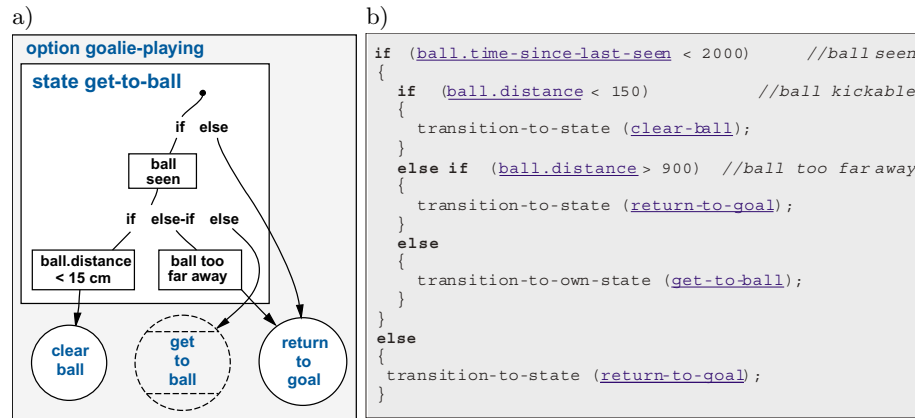 a)
option goalie-playing
state get-to-ball
if else
ball
seen
if else-if else
ball.distance
< 15 cm
ball too
far away
clear
ball
get
to
ball
return
to
goal
b)
if (ball.time-since-last-seen < 2000) //ball seen
{
if (ball.distance < 150) //ball kickable
{
transition-to-state (clear-ball);
}
else if (ball.distance > 900) //ball too far away
{
transition-to-state (return-to-goal);
}
else
{
transition-to-own-state (get-to-ball);
}
}
else
{
transition-to-state (return-to-goal);
}